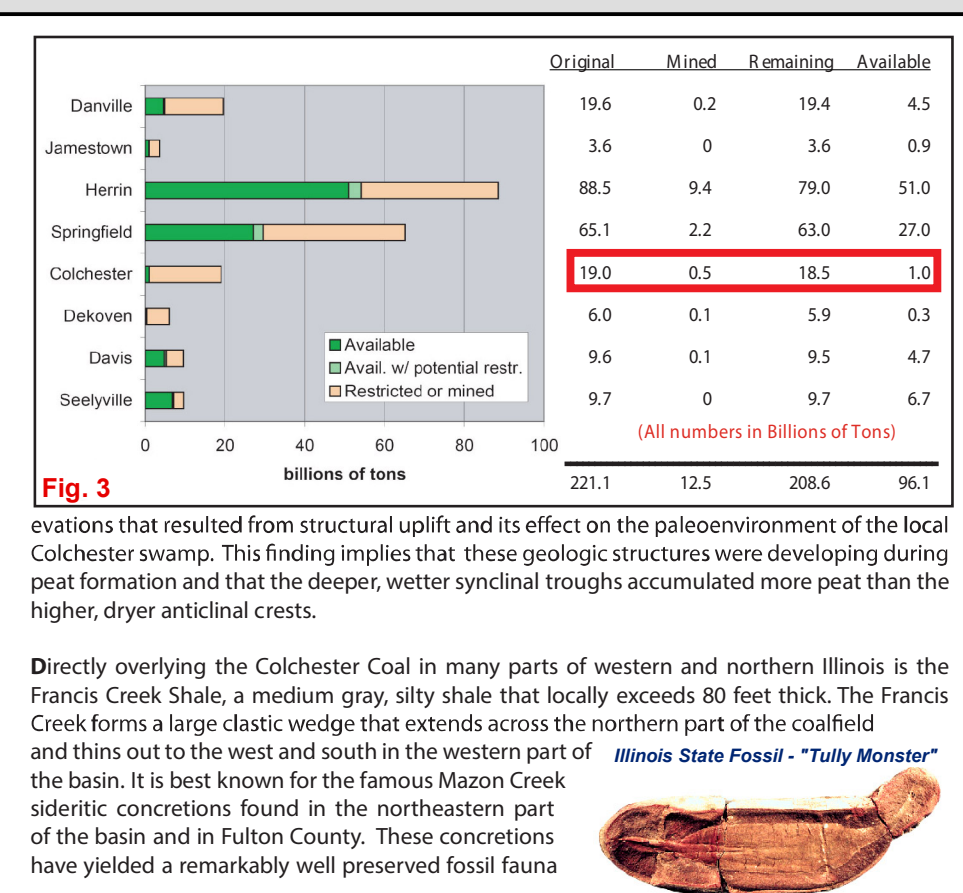 Original Mined Remaining Available
Danville 19.6 0.2 19.4 4.5
Jamestown 3.6 0 3.6 0.9
Herrin 88.5 9.4 79.0 51.0
Springfield 65.1 2.2 63.0 27.0
Colchester 19.0 0.5 18.5 1.0
Dekoven 6.0 0.1 5.9 0.3
Davis 9.6 0.1 9.5 4.7
Seelyville 9.7 0 9.7 6.7
Available
Avail. w/ potential restr.
Restricted or mined
0 20 40 60 80 100
billions of tons
(All numbers in Billions of Tons)
221.1 12.5 208.6 96.1
Fig. 3
evations that resulted from structural uplift and its effect on the paleoenvironment of the local
Colchester swamp. This finding implies that these geologic structures were developing during
peat formation and that the deeper, wetter synclinal troughs accumulated more peat than the
higher, dryer anticlinal crests.
Directly overlying the Colchester Coal in many parts of western and northern Illinois is the
Francis Creek Shale, a medium gray, silty shale that locally exceeds 80 feet thick. The Francis
Creek forms a large clastic wedge that extends across the northern part of the coalfield
and thins out to the west and south in the western part of
the basin. It is best known for the famous Mazon Creek
sideritic concretions found in the northeastern part
of the basin and in Fulton County. These concretions
have yielded a remarkably well preserved fossil fauna
Illinois State Fossil - "Tully Monster"